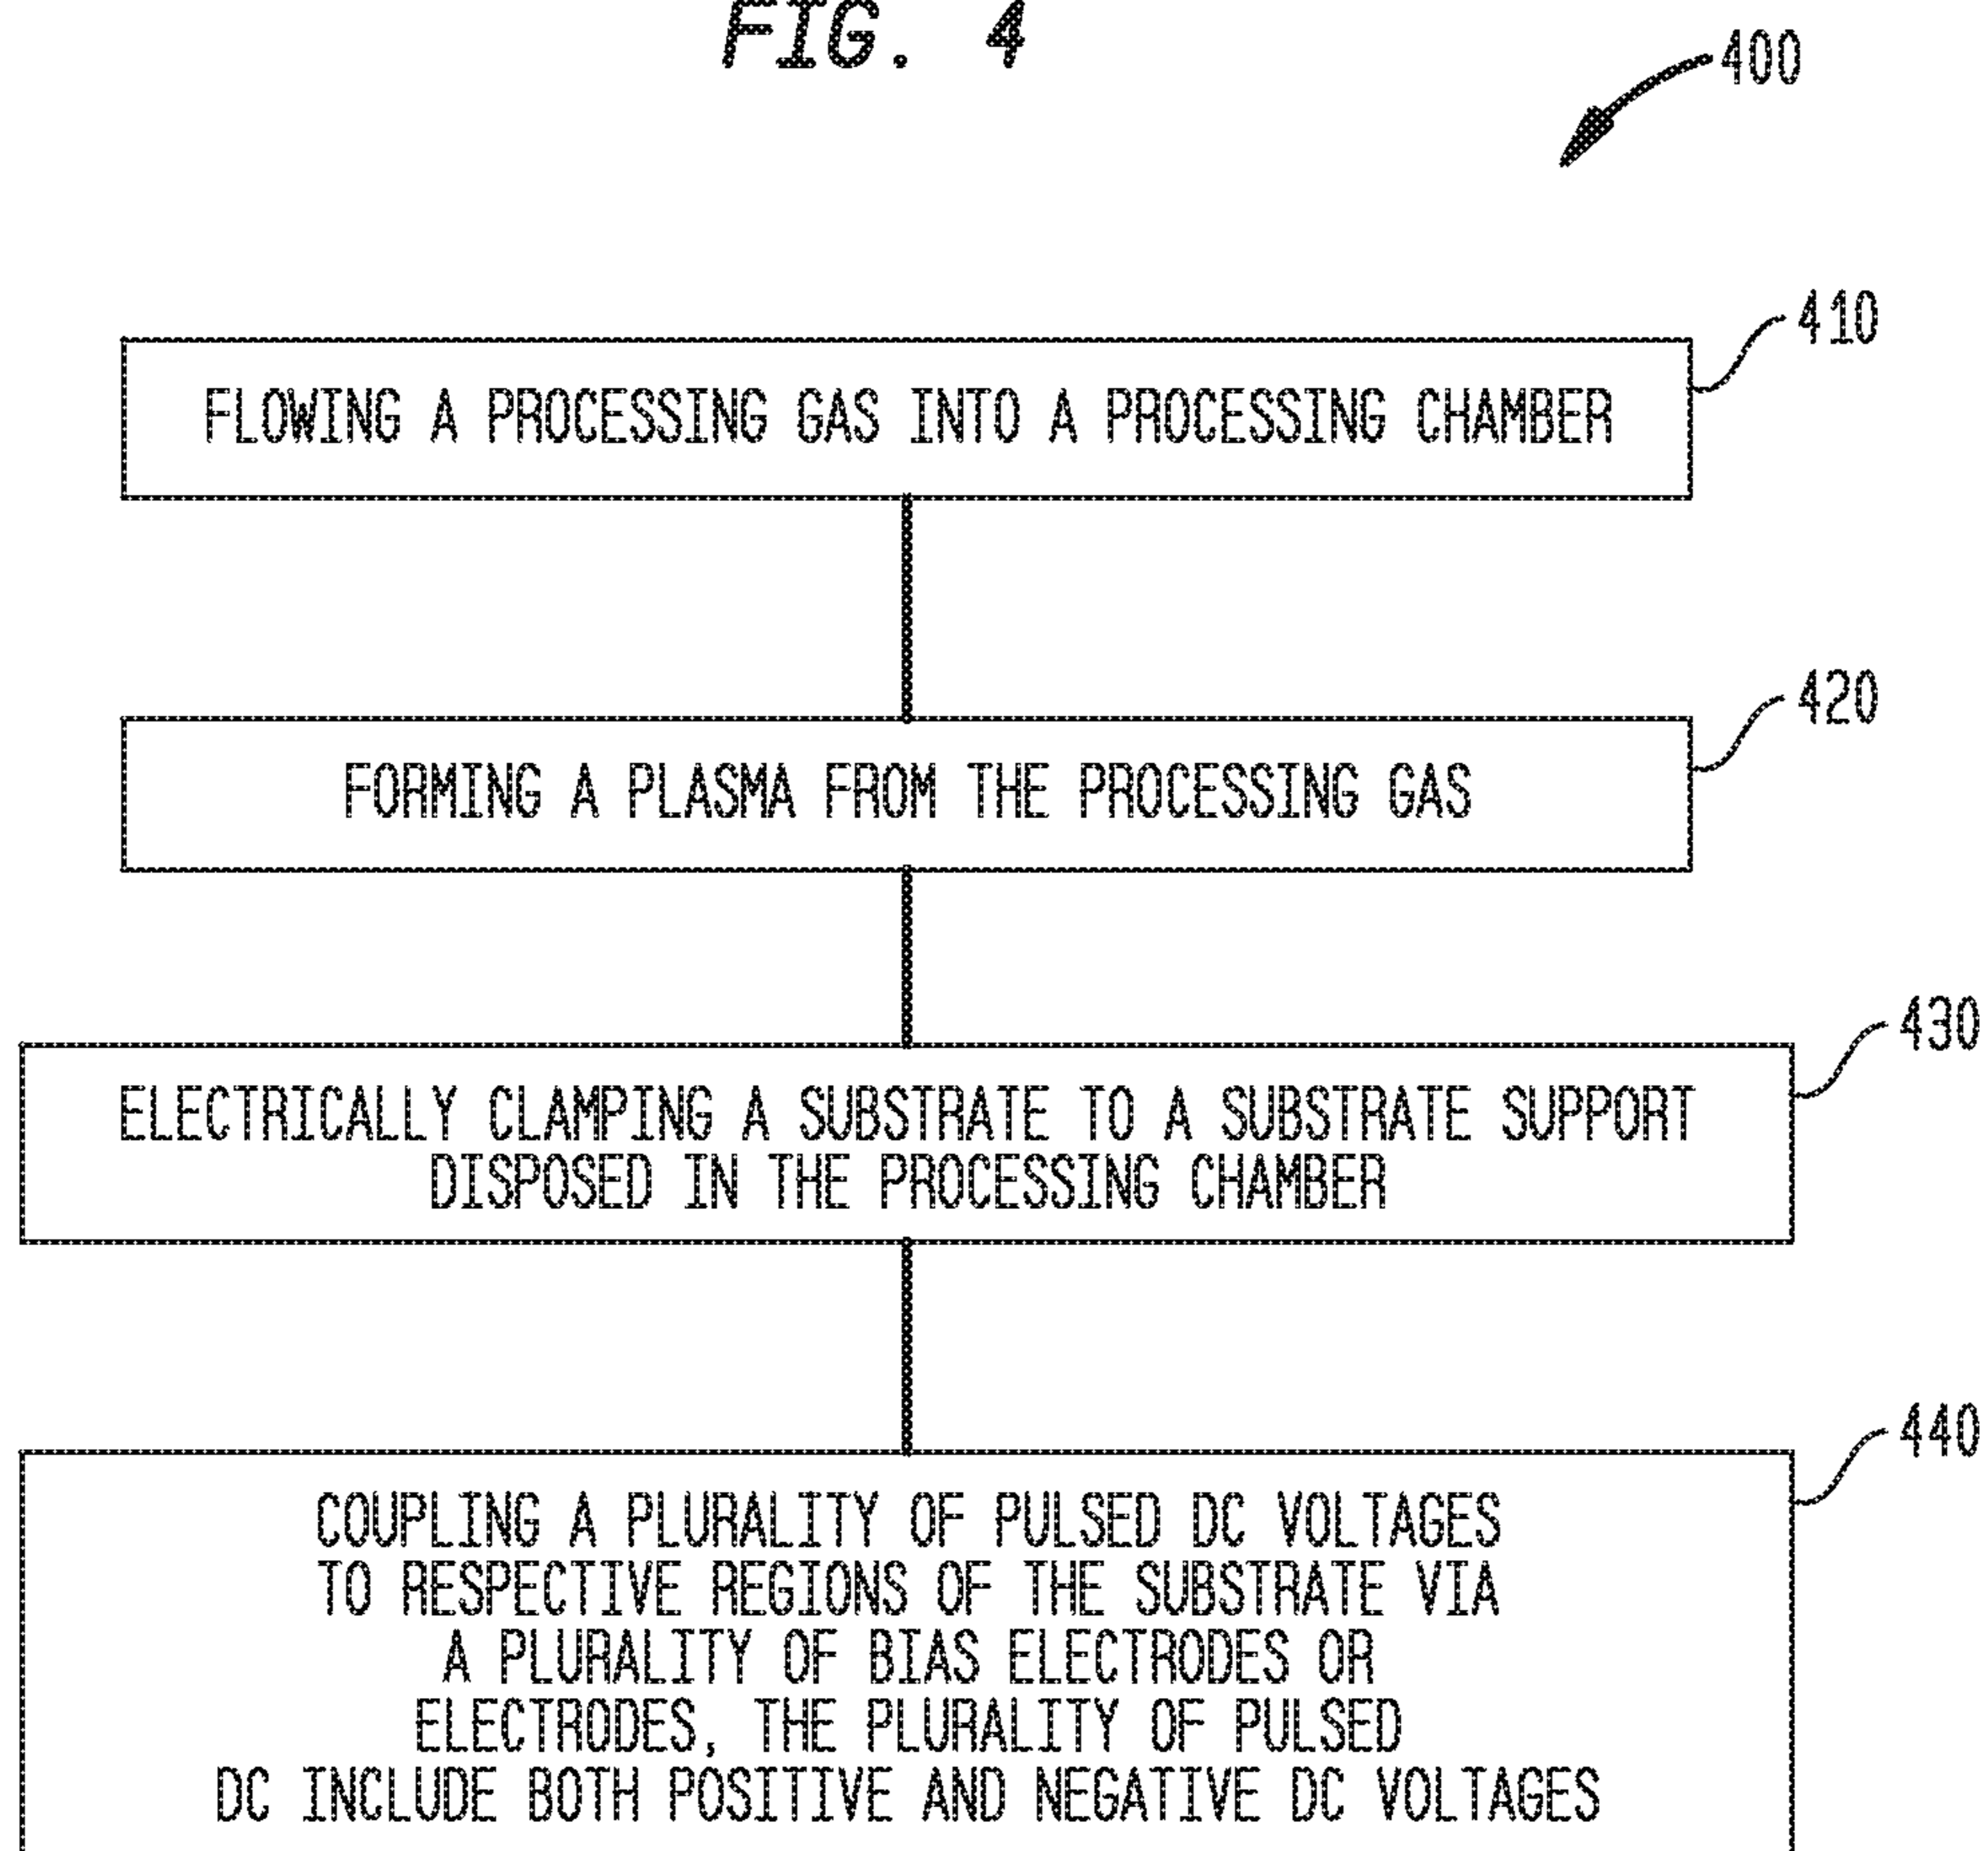 FIG. 4
400
410
FLOWING A PROCESSING GAS INTO A PROCESSING CHAMBER
420
FORMING A PLASMA FROM THE PROCESSING GAS
430
ELECTRICALLY CLAMPING A SUBSTRATE TO A SUBSTRATE SUPPORT
DISPOSED IN THE PROCESSING CHAMBER
440
COUPLING A PLURALITY OF PULSED DC VOLTAGES
TO RESPECTIVE REGIONS OF THE SUBSTRATE VIA
A PLURALITY OF BIAS ELECTRODES OR
ELECTRODES, THE PLURALITY OF PULSED
DC INCLUDE BOTH POSITIVE AND NEGATIVE DC VOLTAGES